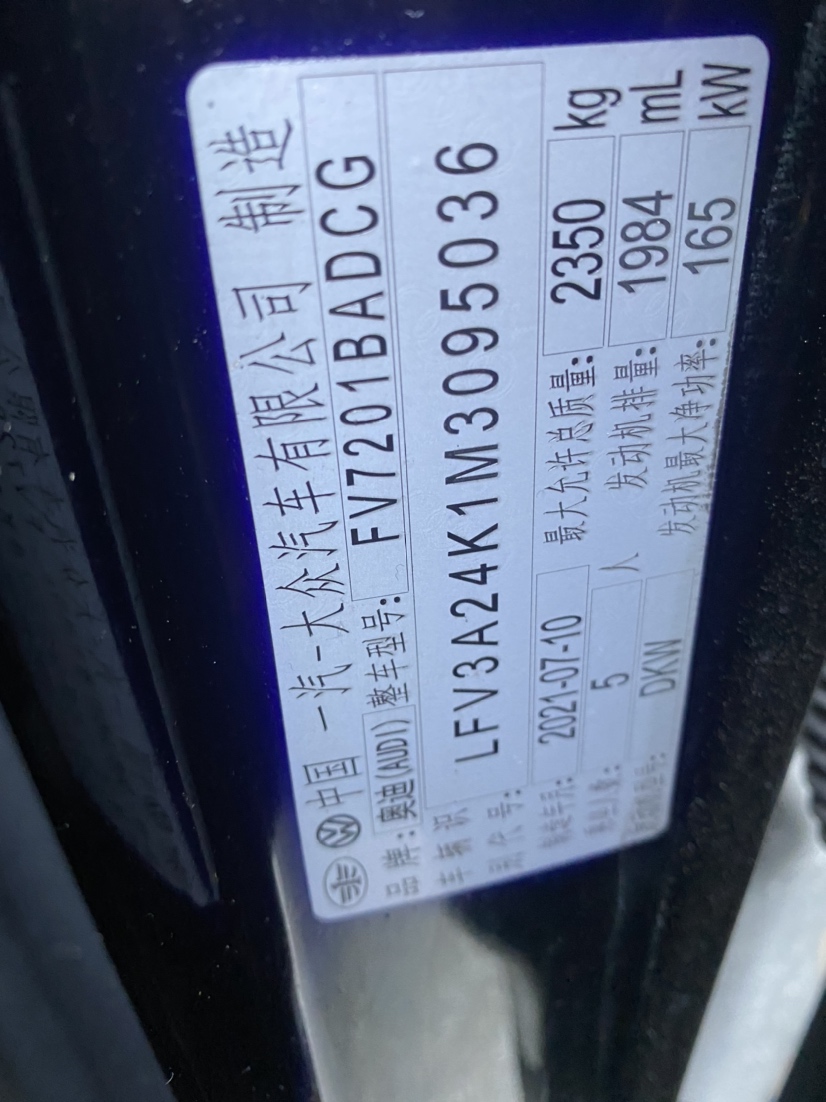 中国 一汽-大众汽车有限公司 制造
品牌: 奥迪(AUDI) 整车型号: FV7201BADCG
车辆识别代号: LFV3A24K1M3095036
制造年月: 2021-07-10 最大允许总质量: 2350 kg
乘坐人数: 5 人 发动机排量: 1984 mL
发动机型号: DKW 发动机最大净功率: 165 kW